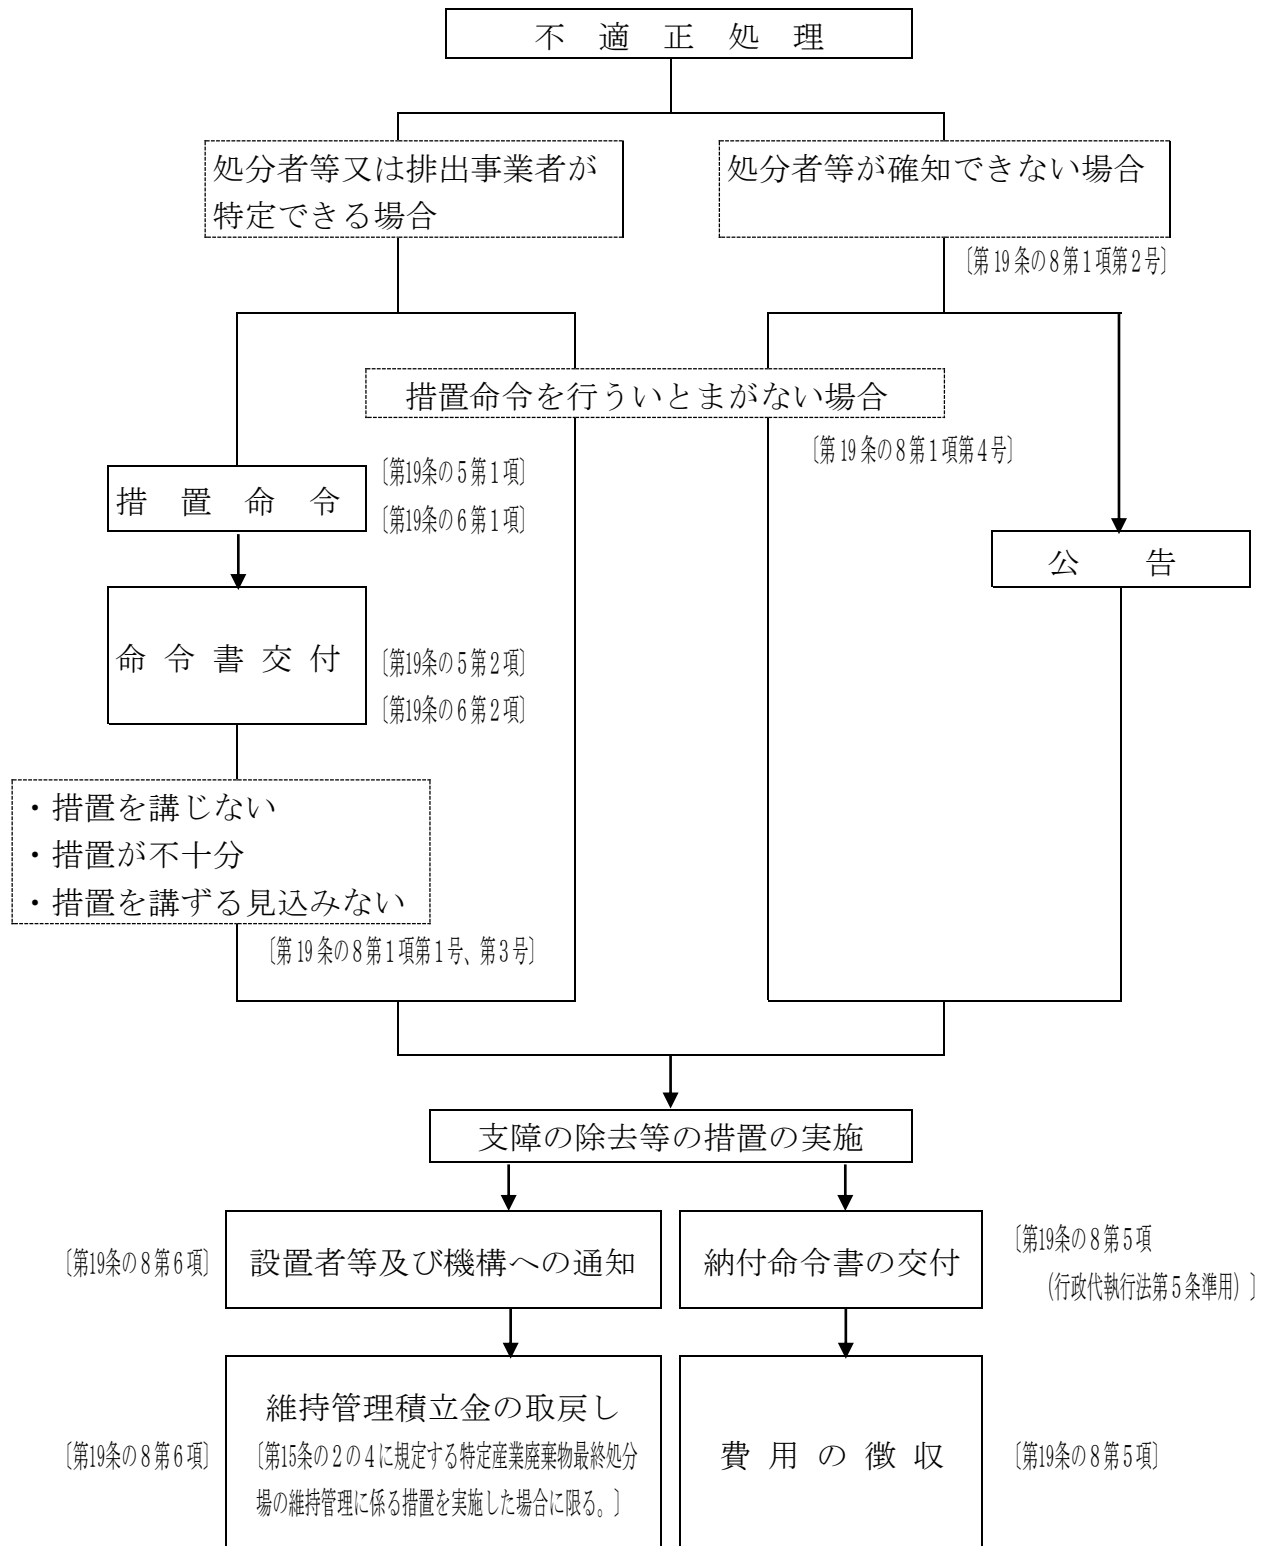 不適正処理
処分者等又は排出事業者が
特定できる場合
処分者等が確知できない場合
〔第19条の8第1項第2号〕
措置命令を行ういとまがない場合
〔第19条の8第1項第4号〕
措置命令
〔第19条の5第1項〕
〔第19条の6第1項〕
公告
命令書交付
〔第19条の5第2項〕
〔第19条の6第2項〕
・措置を講じない
・措置が不十分
・措置を講ずる見込みない
〔第19条の8第1項第1号、第3号〕
支障の除去等の措置の実施
〔第19条の8第6項〕
設置者等及び機構への通知
納付命令書の交付
〔第19条の8第5項
(行政代執行法第5条準用)〕
〔第19条の8第6項〕
維持管理積立金の取戻し
〔第15条の2の4に規定する特定産業廃棄物最終処分
場の維持管理に係る措置を実施した場合に限る。〕
費用の徴収
〔第19条の8第5項〕